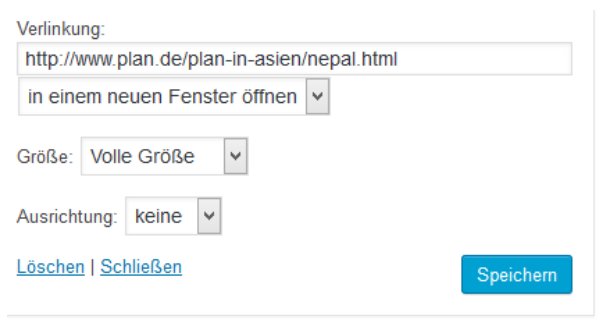 Verlinkung:
http://www.plan.de/plan-in-asien/nepal.html
in einem neuen Fenster öffnen
Größe: Volle Größe
Ausrichtung: keine
Löschen | Schließen
Speichern